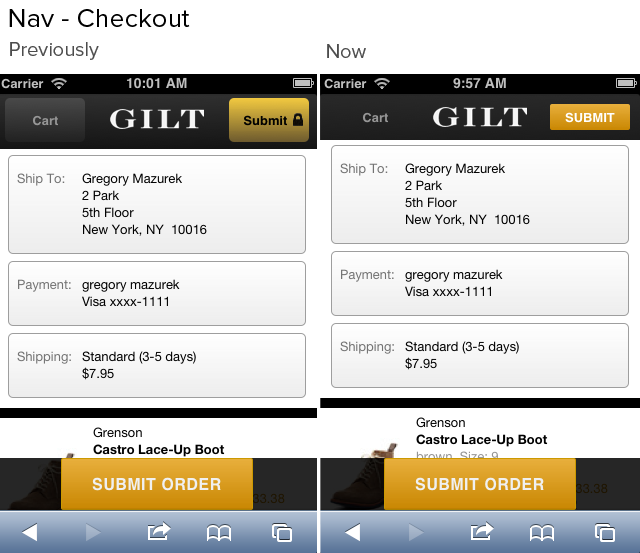 Nav - Checkout
Previously
Carrier 10:01 AM
Cart GILT Submit
Ship To: Gregory Mazurek
2 Park
5th Floor
New York, NY 10016
Payment: gregory mazurek
Visa xxxx-1111
Shipping: Standard (3-5 days)
$7.95
Grenson
Castro Lace-Up Boot
33.38
SUBMIT ORDER
Now
Carrier 9:57 AM
Cart GILT SUBMIT
Ship To: Gregory Mazurek
2 Park
5th Floor
New York, NY 10016
Payment: gregory mazurek
Visa xxxx-1111
Shipping: Standard (3-5 days)
$7.95
Grenson
Castro Lace-Up Boot
brown, Size: 9
33.38
SUBMIT ORDER